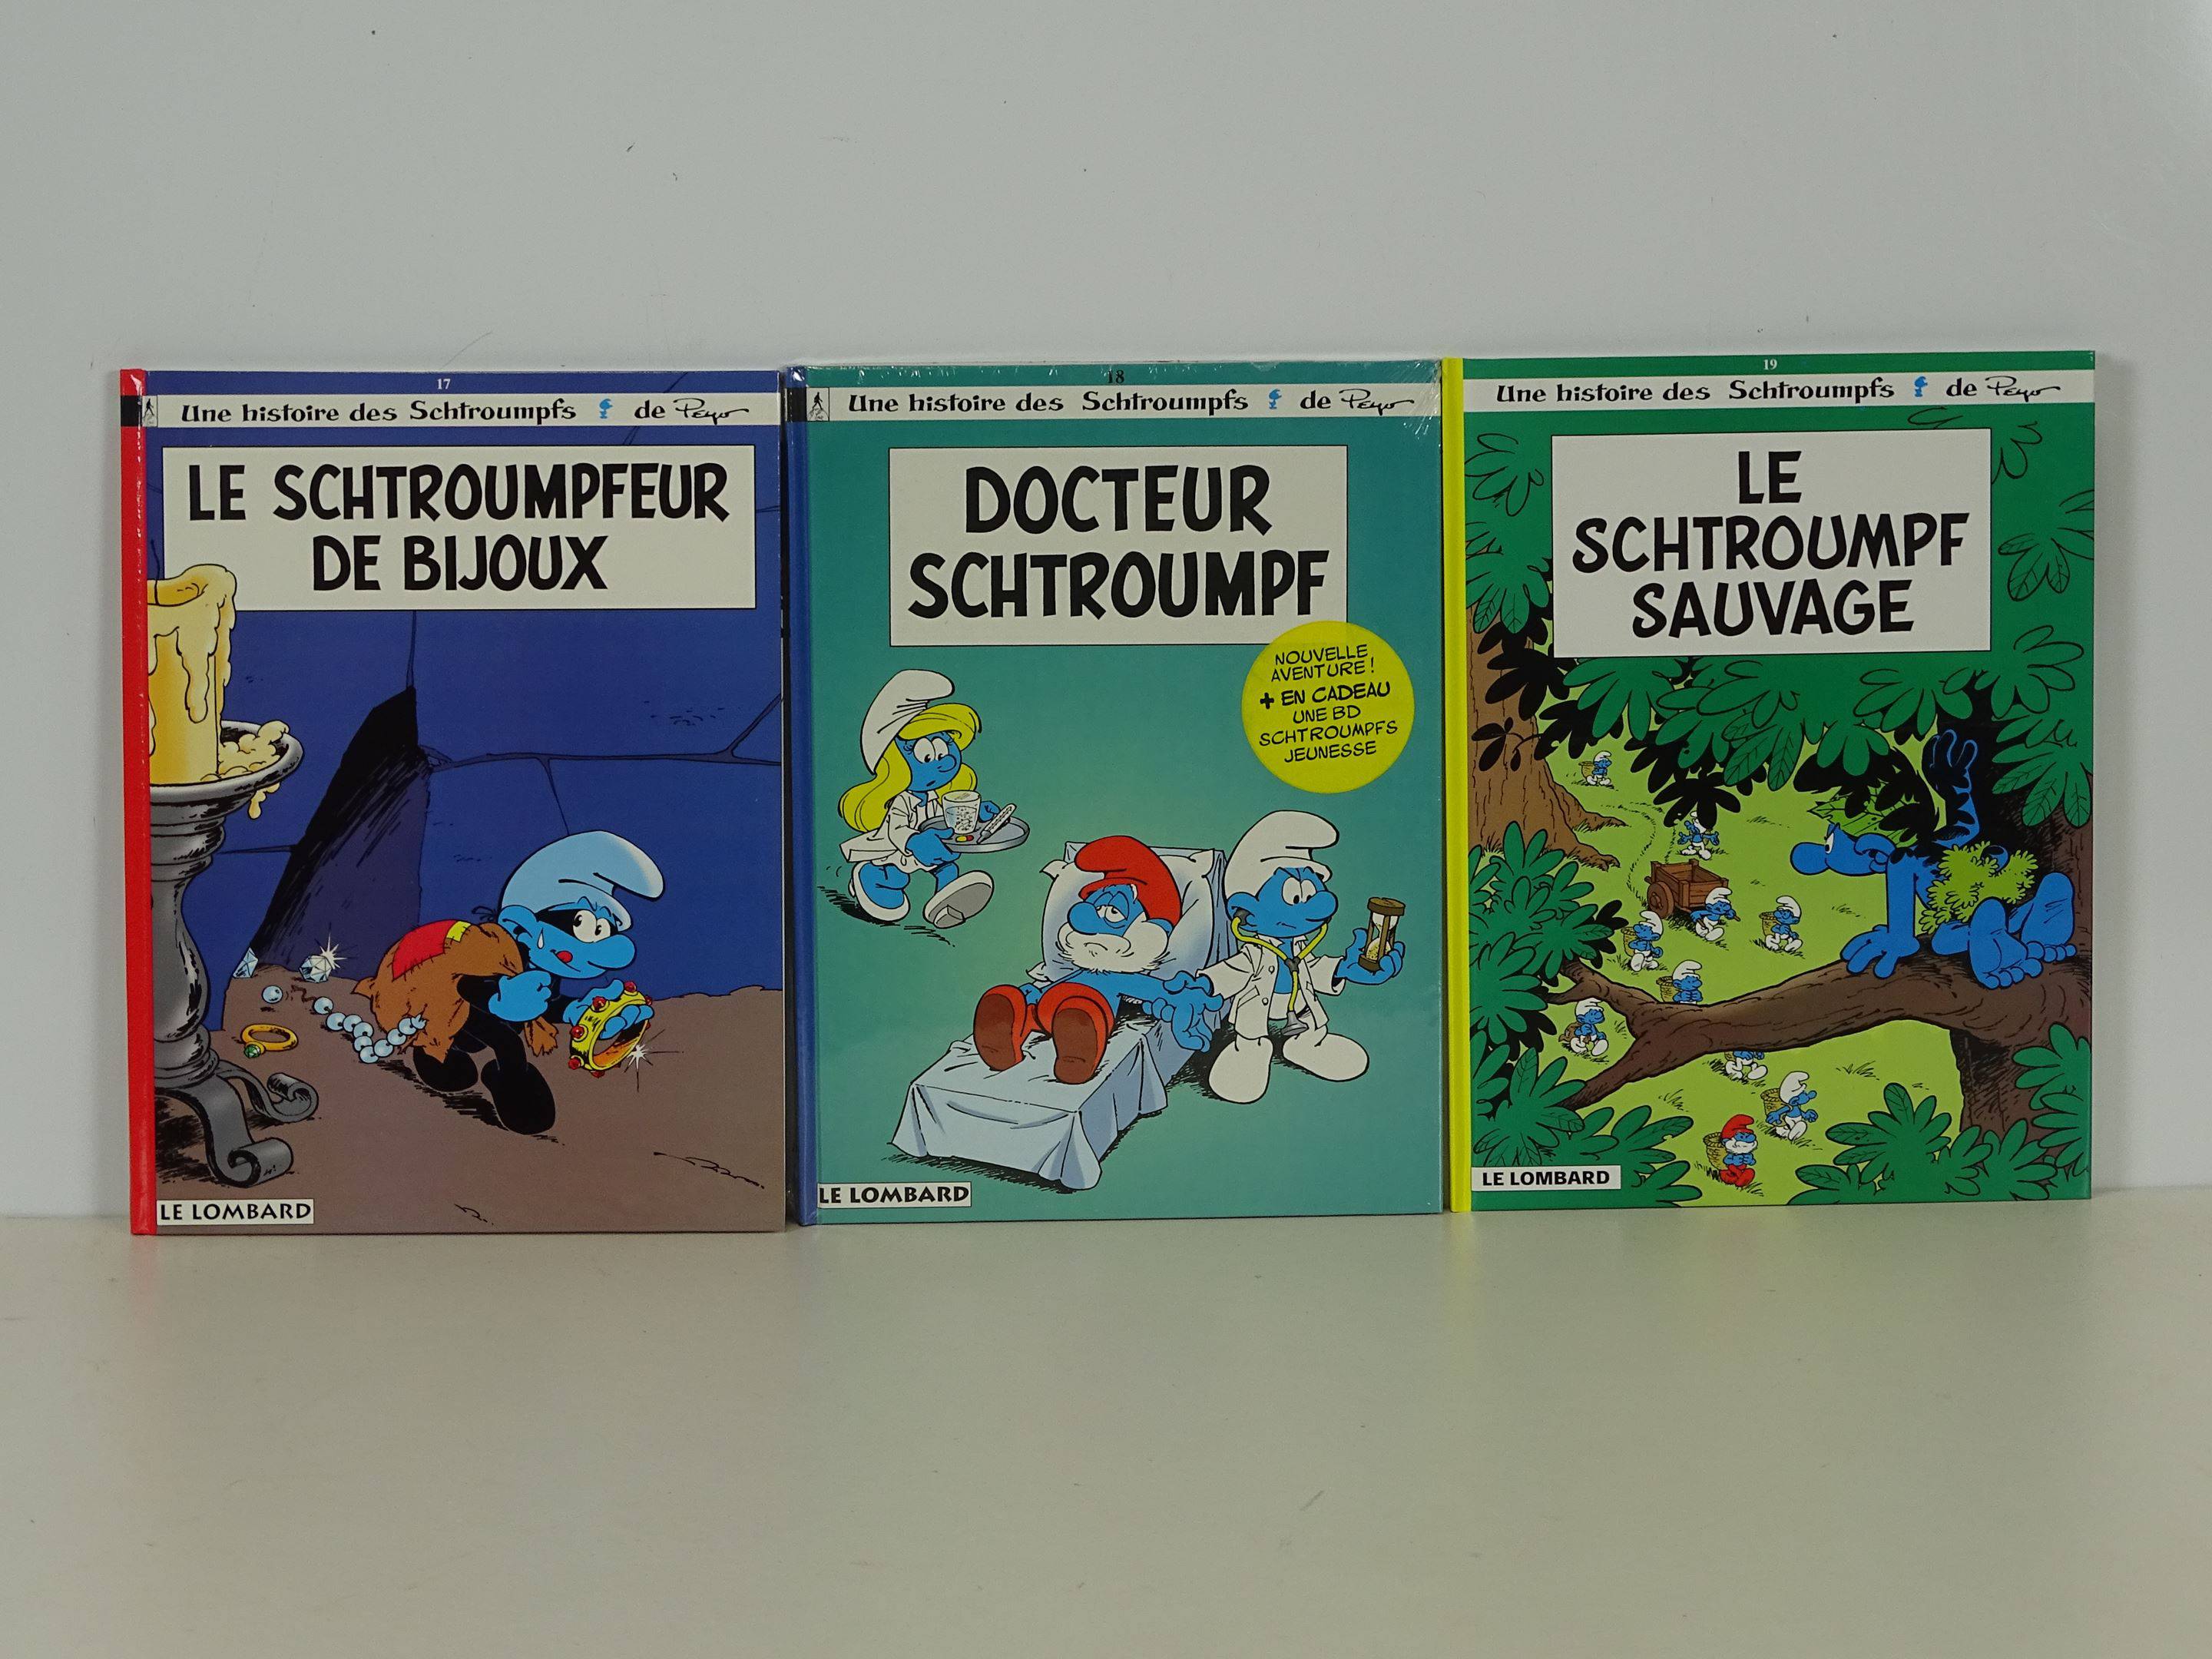 17
Une histoire des Schtroumpfs de Peyo
LE SCHTROUMPFEUR
DE BIJOUX
LE LOMBARD
18
Une histoire des Schtroumpfs de Peyo
DOCTEUR
SCHTROUMPF
NOUVELLE
AVENTURE !
+ EN CADEAU
UNE BD
SCHTROUMPFS
JEUNESSE
LE LOMBARD
19
Une histoire des Schtroumpfs de Peyo
LE
SCHTROUMPF
SAUVAGE
LE LOMBARD